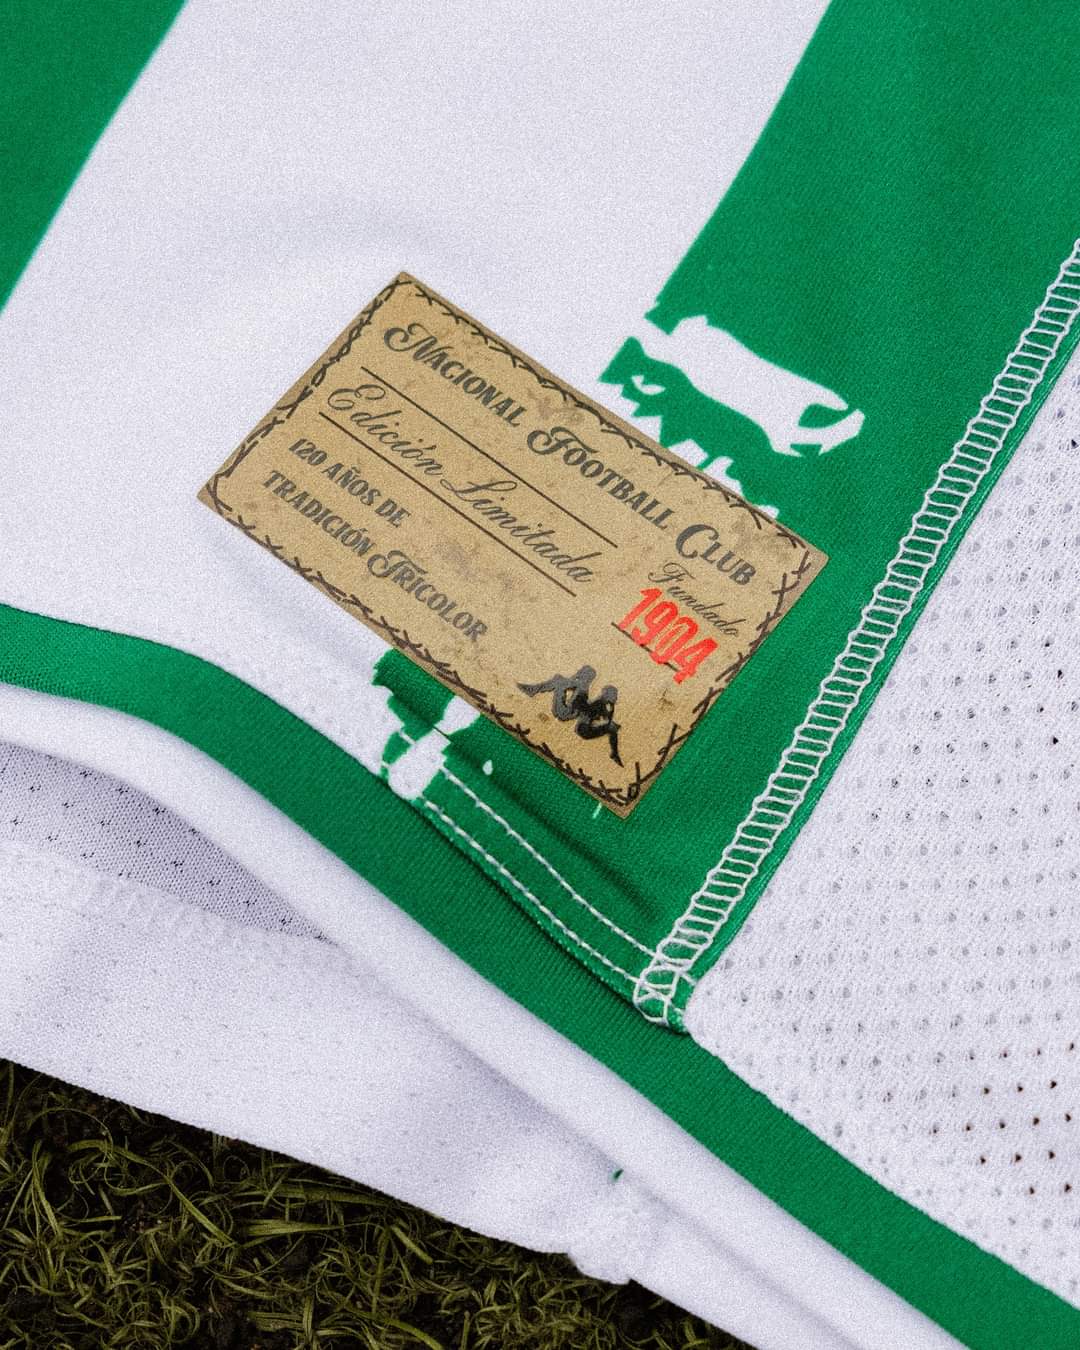 Nacional Football Club
Edición Limitada
120 AÑOS DE
TRADICIÓN TRICOLOR
Fundado
1904